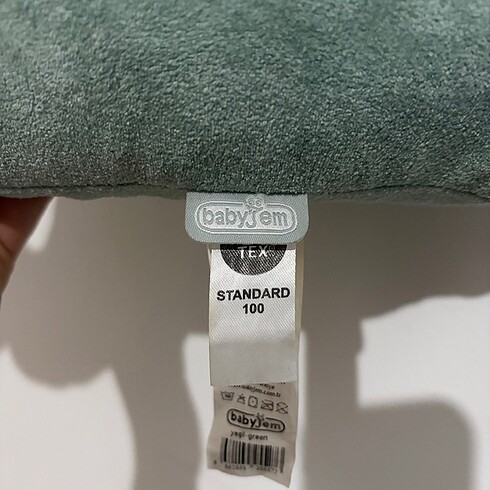 babyjem
TEX
STANDARD
100
babyjem
yeşil-green